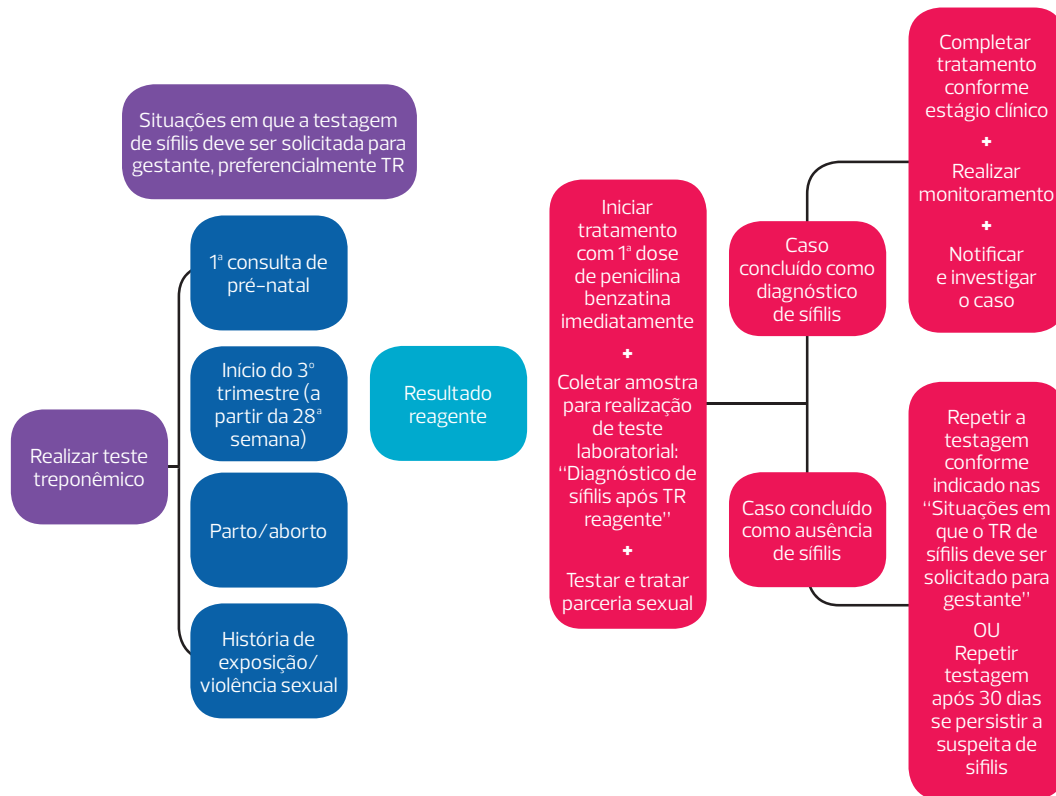 Situações em que a testagem
de sífilis deve ser solicitada para
gestante, preferencialmente TR
Realizar teste
treponêmico
1ª consulta de
pré-natal
Início do 3º
trimestre (a
partir da 28ª
semana)
Parto/aborto
História de
exposição/
violência sexual
Resultado
reagente
Iniciar
tratamento
com 1ª dose
de penicilina
benzatina
imediatamente
+
Coletar amostra
para realização
de teste
laboratorial:
“Diagnóstico de
sífilis após TR
reagente”
+
Testar e tratar
parceria sexual
Caso
concluído como
diagnóstico
de sífilis
Completar
tratamento
conforme
estágio clínico
+
Realizar
monitoramento
+
Notificar
e investigar
o caso
Caso concluído
como ausência
de sífilis
Repetir a
testagem
conforme
indicado nas
“Situações em
que o TR de
sífilis deve ser
solicitado para
gestante”
OU
Repetir
testagem
após 30 dias
se persistir a
suspeita de
sifilis